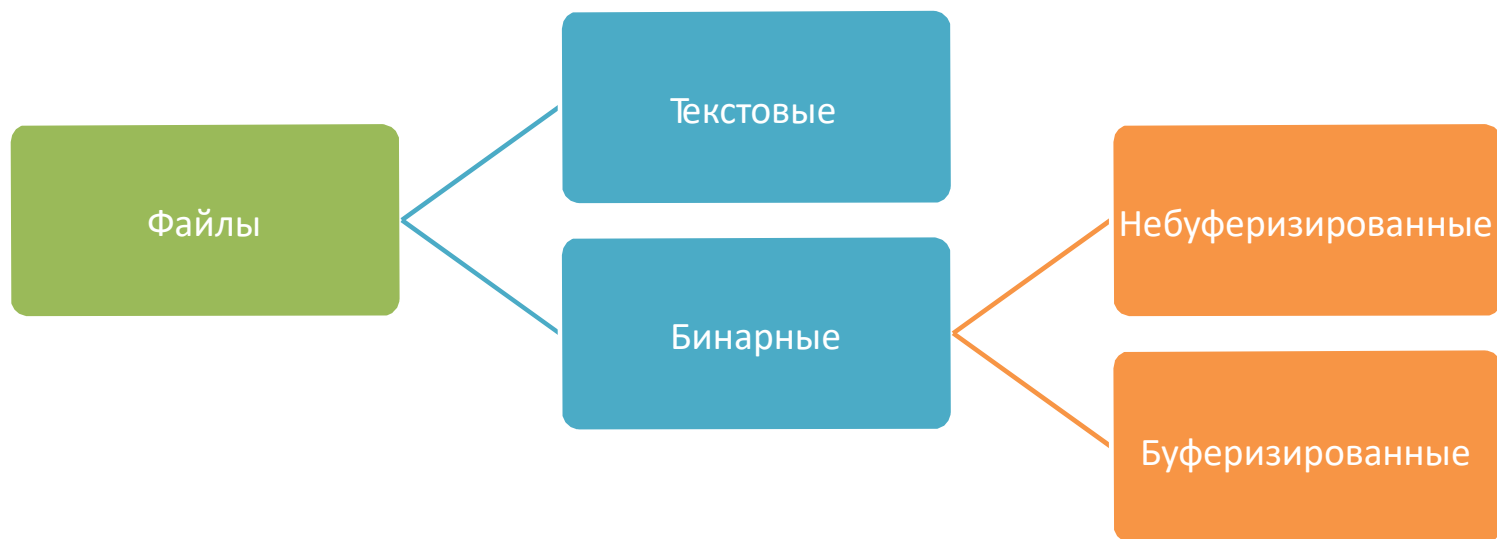 Файлы
Текстовые
Бинарные
Небуферизированные
Буферизированные